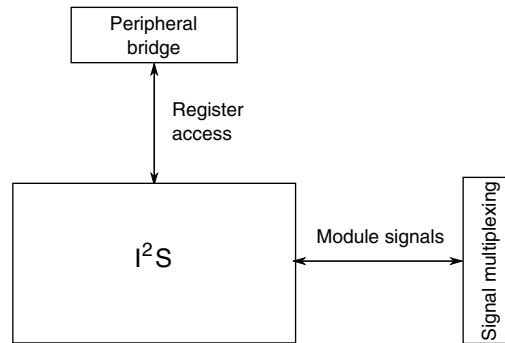 Peripheral
bridge
Register
access
I²S
Module signals
Signal multiplexing